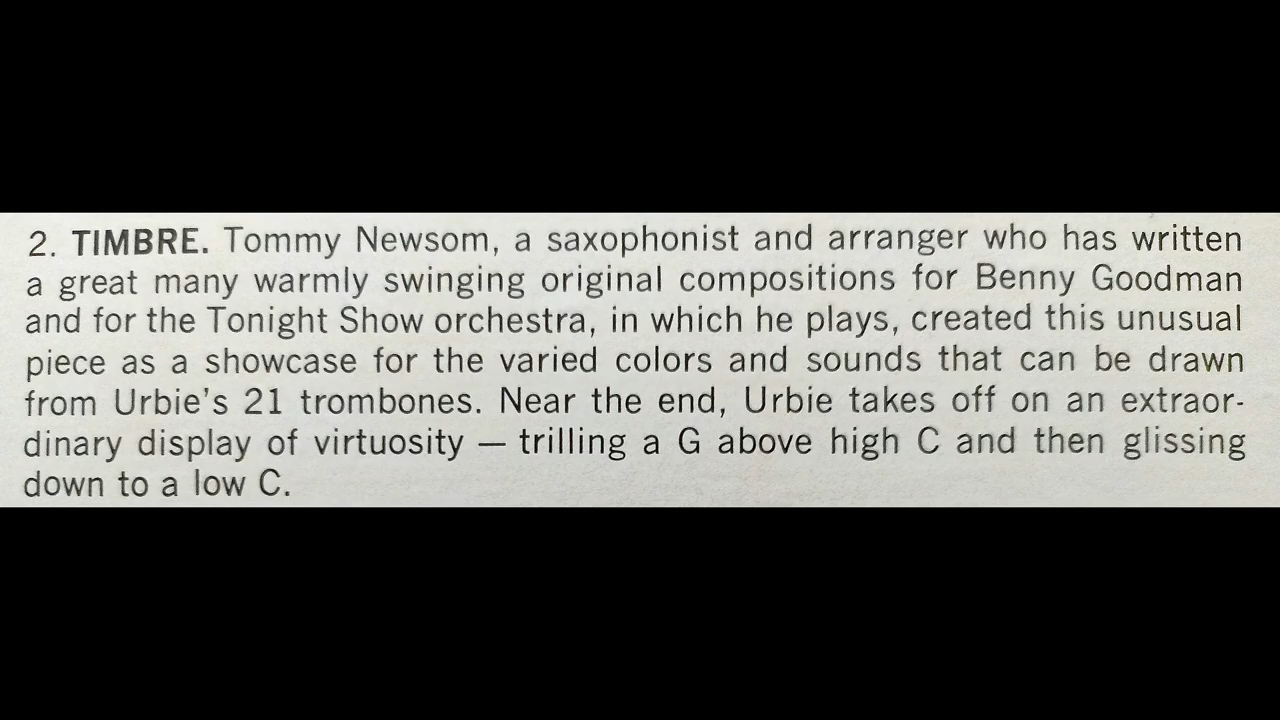 2. TIMBRE. Tommy Newsom, a saxophonist and arranger who has written
a great many warmly swinging original compositions for Benny Goodman
and for the Tonight Show orchestra, in which he plays, created this unusual
piece as a showcase for the varied colors and sounds that can be drawn
from Urbie's 21 trombones. Near the end, Urbie takes off on an extraor-
dinary display of virtuosity — trilling a G above high C and then glissing
down to a low C.